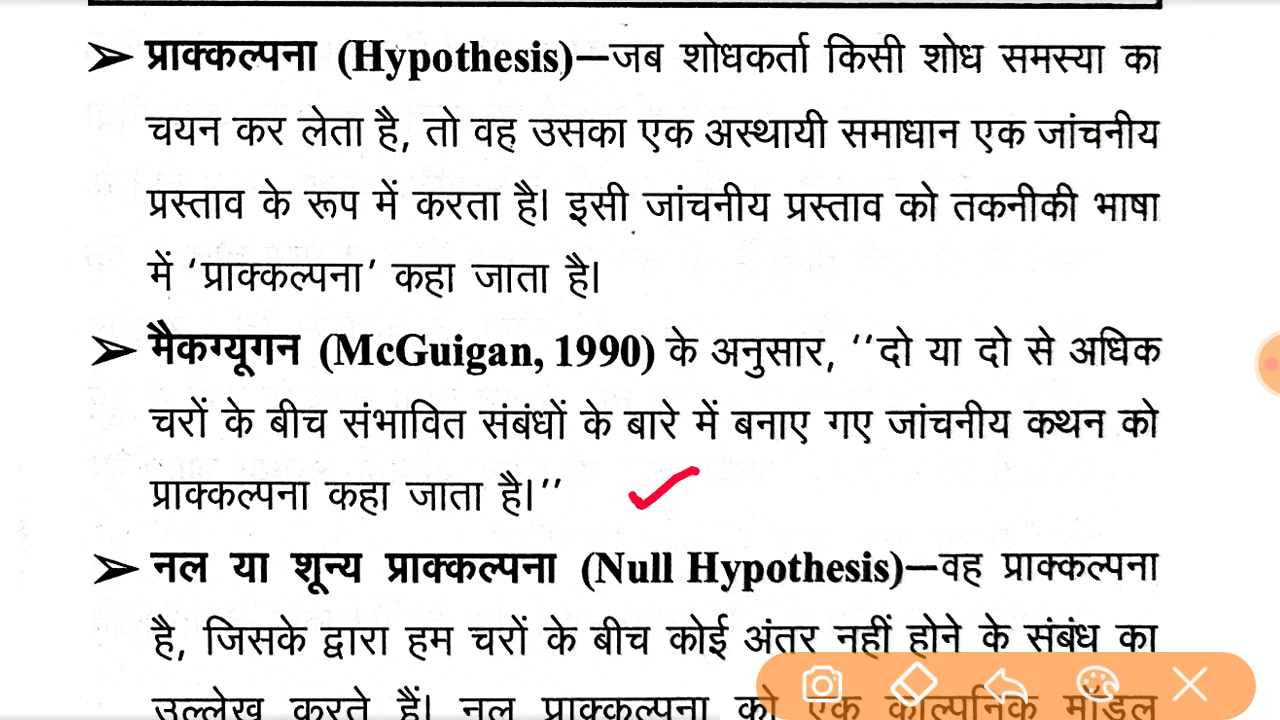 ➢ प्राक्कल्पना (Hypothesis)–जब शोधकर्ता किसी शोध समस्या का
चयन कर लेता है, तो वह उसका एक अस्थायी समाधान एक जांचनीय
प्रस्ताव के रूप में करता है। इसी जांचनीय प्रस्ताव को तकनीकी भाषा
में ‘प्राक्कल्पना’ कहा जाता है।
➢ मैकग्यूगन (McGuigan, 1990) के अनुसार, ‘‘दो या दो से अधिक
चरों के बीच संभावित संबंधों के बारे में बनाए गए जांचनीय कथन को
प्राक्कल्पना कहा जाता है।’’
➢ नल या शून्य प्राक्कल्पना (Null Hypothesis)–वह प्राक्कल्पना
है, जिसके द्वारा हम चरों के बीच कोई अंतर नहीं होने के संबंध का
उल्लेख करते हैं। नल प्राक्कल्पना को एक काल्पनिक मॉडल